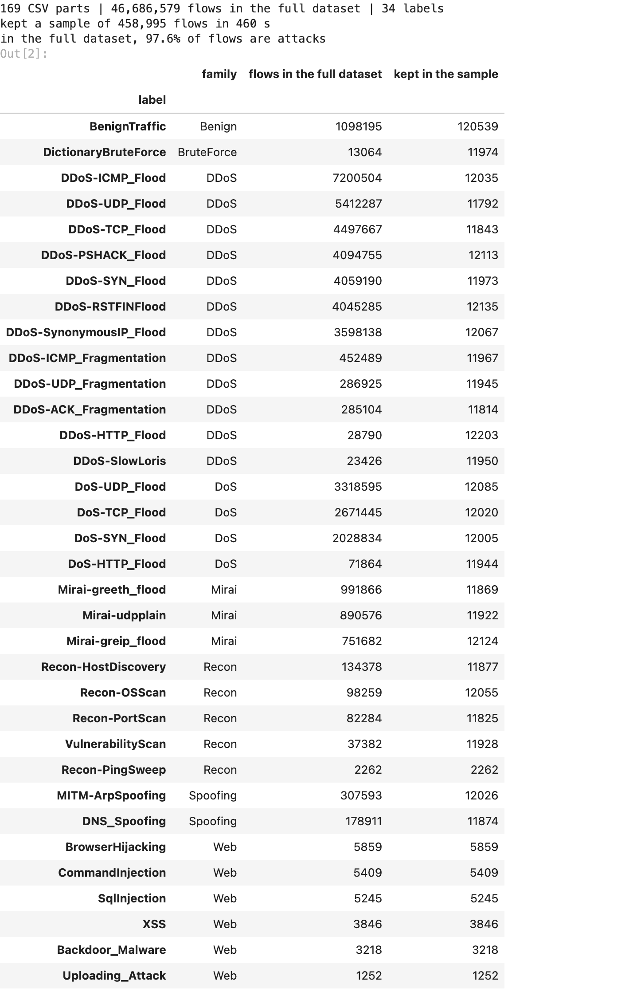 169 CSV parts | 46,686,579 flows in the full dataset | 34 labels
kept a sample of 458,995 flows in 460 s
in the full dataset, 97.6% of flows are attacks
Out[2]:
family flows in the full dataset kept in the sample
label
BenignTraffic Benign 1098195 120539
DictionaryBruteForce BruteForce 13064 11974
DDoS-ICMP_Flood DDoS 7200504 12035
DDoS-UDP_Flood DDoS 5412287 11792
DDoS-TCP_Flood DDoS 4497667 11843
DDoS-PSHACK_Flood DDoS 4094755 12113
DDoS-SYN_Flood DDoS 4059190 11973
DDoS-RSTFINFlood DDoS 4045285 12135
DDoS-SynonymousIP_Flood DDoS 3598138 12067
DDoS-ICMP_Fragmentation DDoS 452489 11967
DDoS-UDP_Fragmentation DDoS 286925 11945
DDoS-ACK_Fragmentation DDoS 285104 11814
DDoS-HTTP_Flood DDoS 28790 12203
DDoS-SlowLoris DDoS 23426 11950
DoS-UDP_Flood DoS 3318595 12085
DoS-TCP_Flood DoS 2671445 12020
DoS-SYN_Flood DoS 2028834 12005
DoS-HTTP_Flood DoS 71864 11944
Mirai-greeth_flood Mirai 991866 11869
Mirai-udpplain Mirai 890576 11922
Mirai-greip_flood Mirai 751682 12124
Recon-HostDiscovery Recon 134378 11877
Recon-OSScan Recon 98259 12055
Recon-PortScan Recon 82284 11825
VulnerabilityScan Recon 37382 11928
Recon-PingSweep Recon 2262 2262
MITM-ArpSpoofing Spoofing 307593 12026
DNS_Spoofing Spoofing 178911 11874
BrowserHijacking Web 5859 5859
CommandInjection Web 5409 5409
SqlInjection Web 5245 5245
XSS Web 3846 3846
Backdoor_Malware Web 3218 3218
Uploading_Attack Web 1252 1252